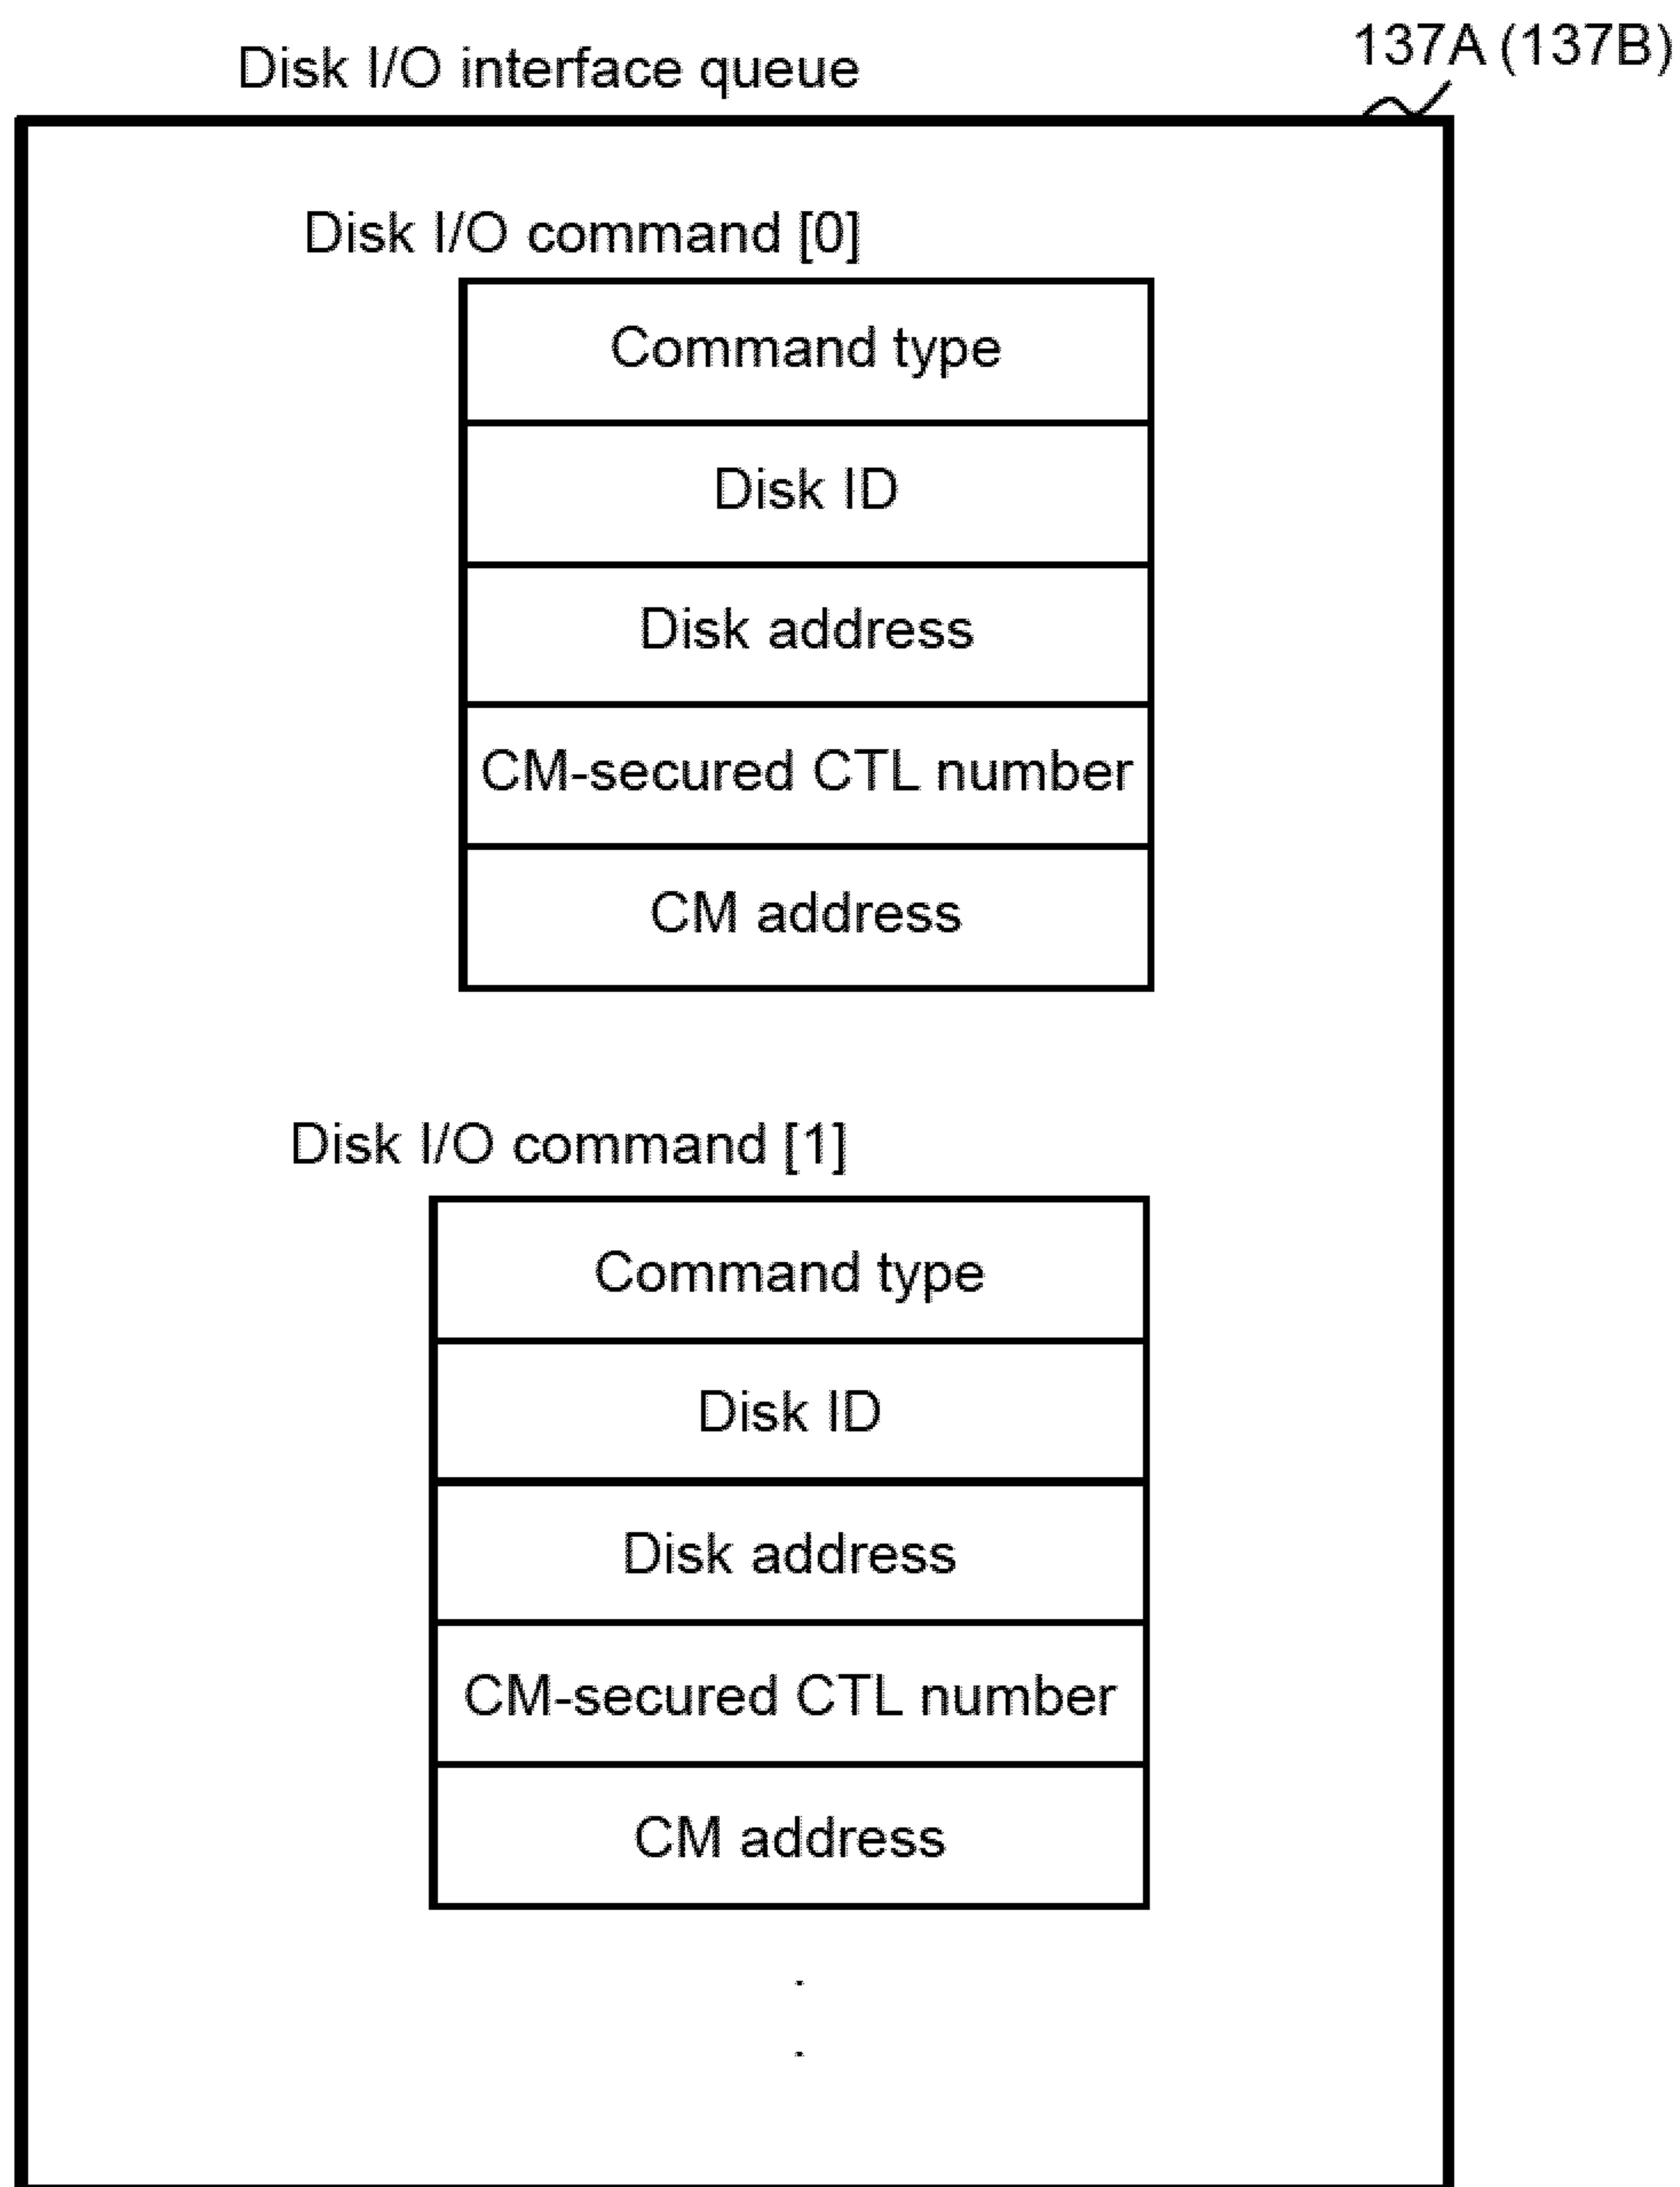 137A (137B)
Disk I/O interface queue
Disk I/O command [0]
Command type
Disk ID
Disk address
CM-secured CTL number
CM address
Disk I/O command [1]
Command type
Disk ID
Disk address
CM-secured CTL number
CM address
.
.